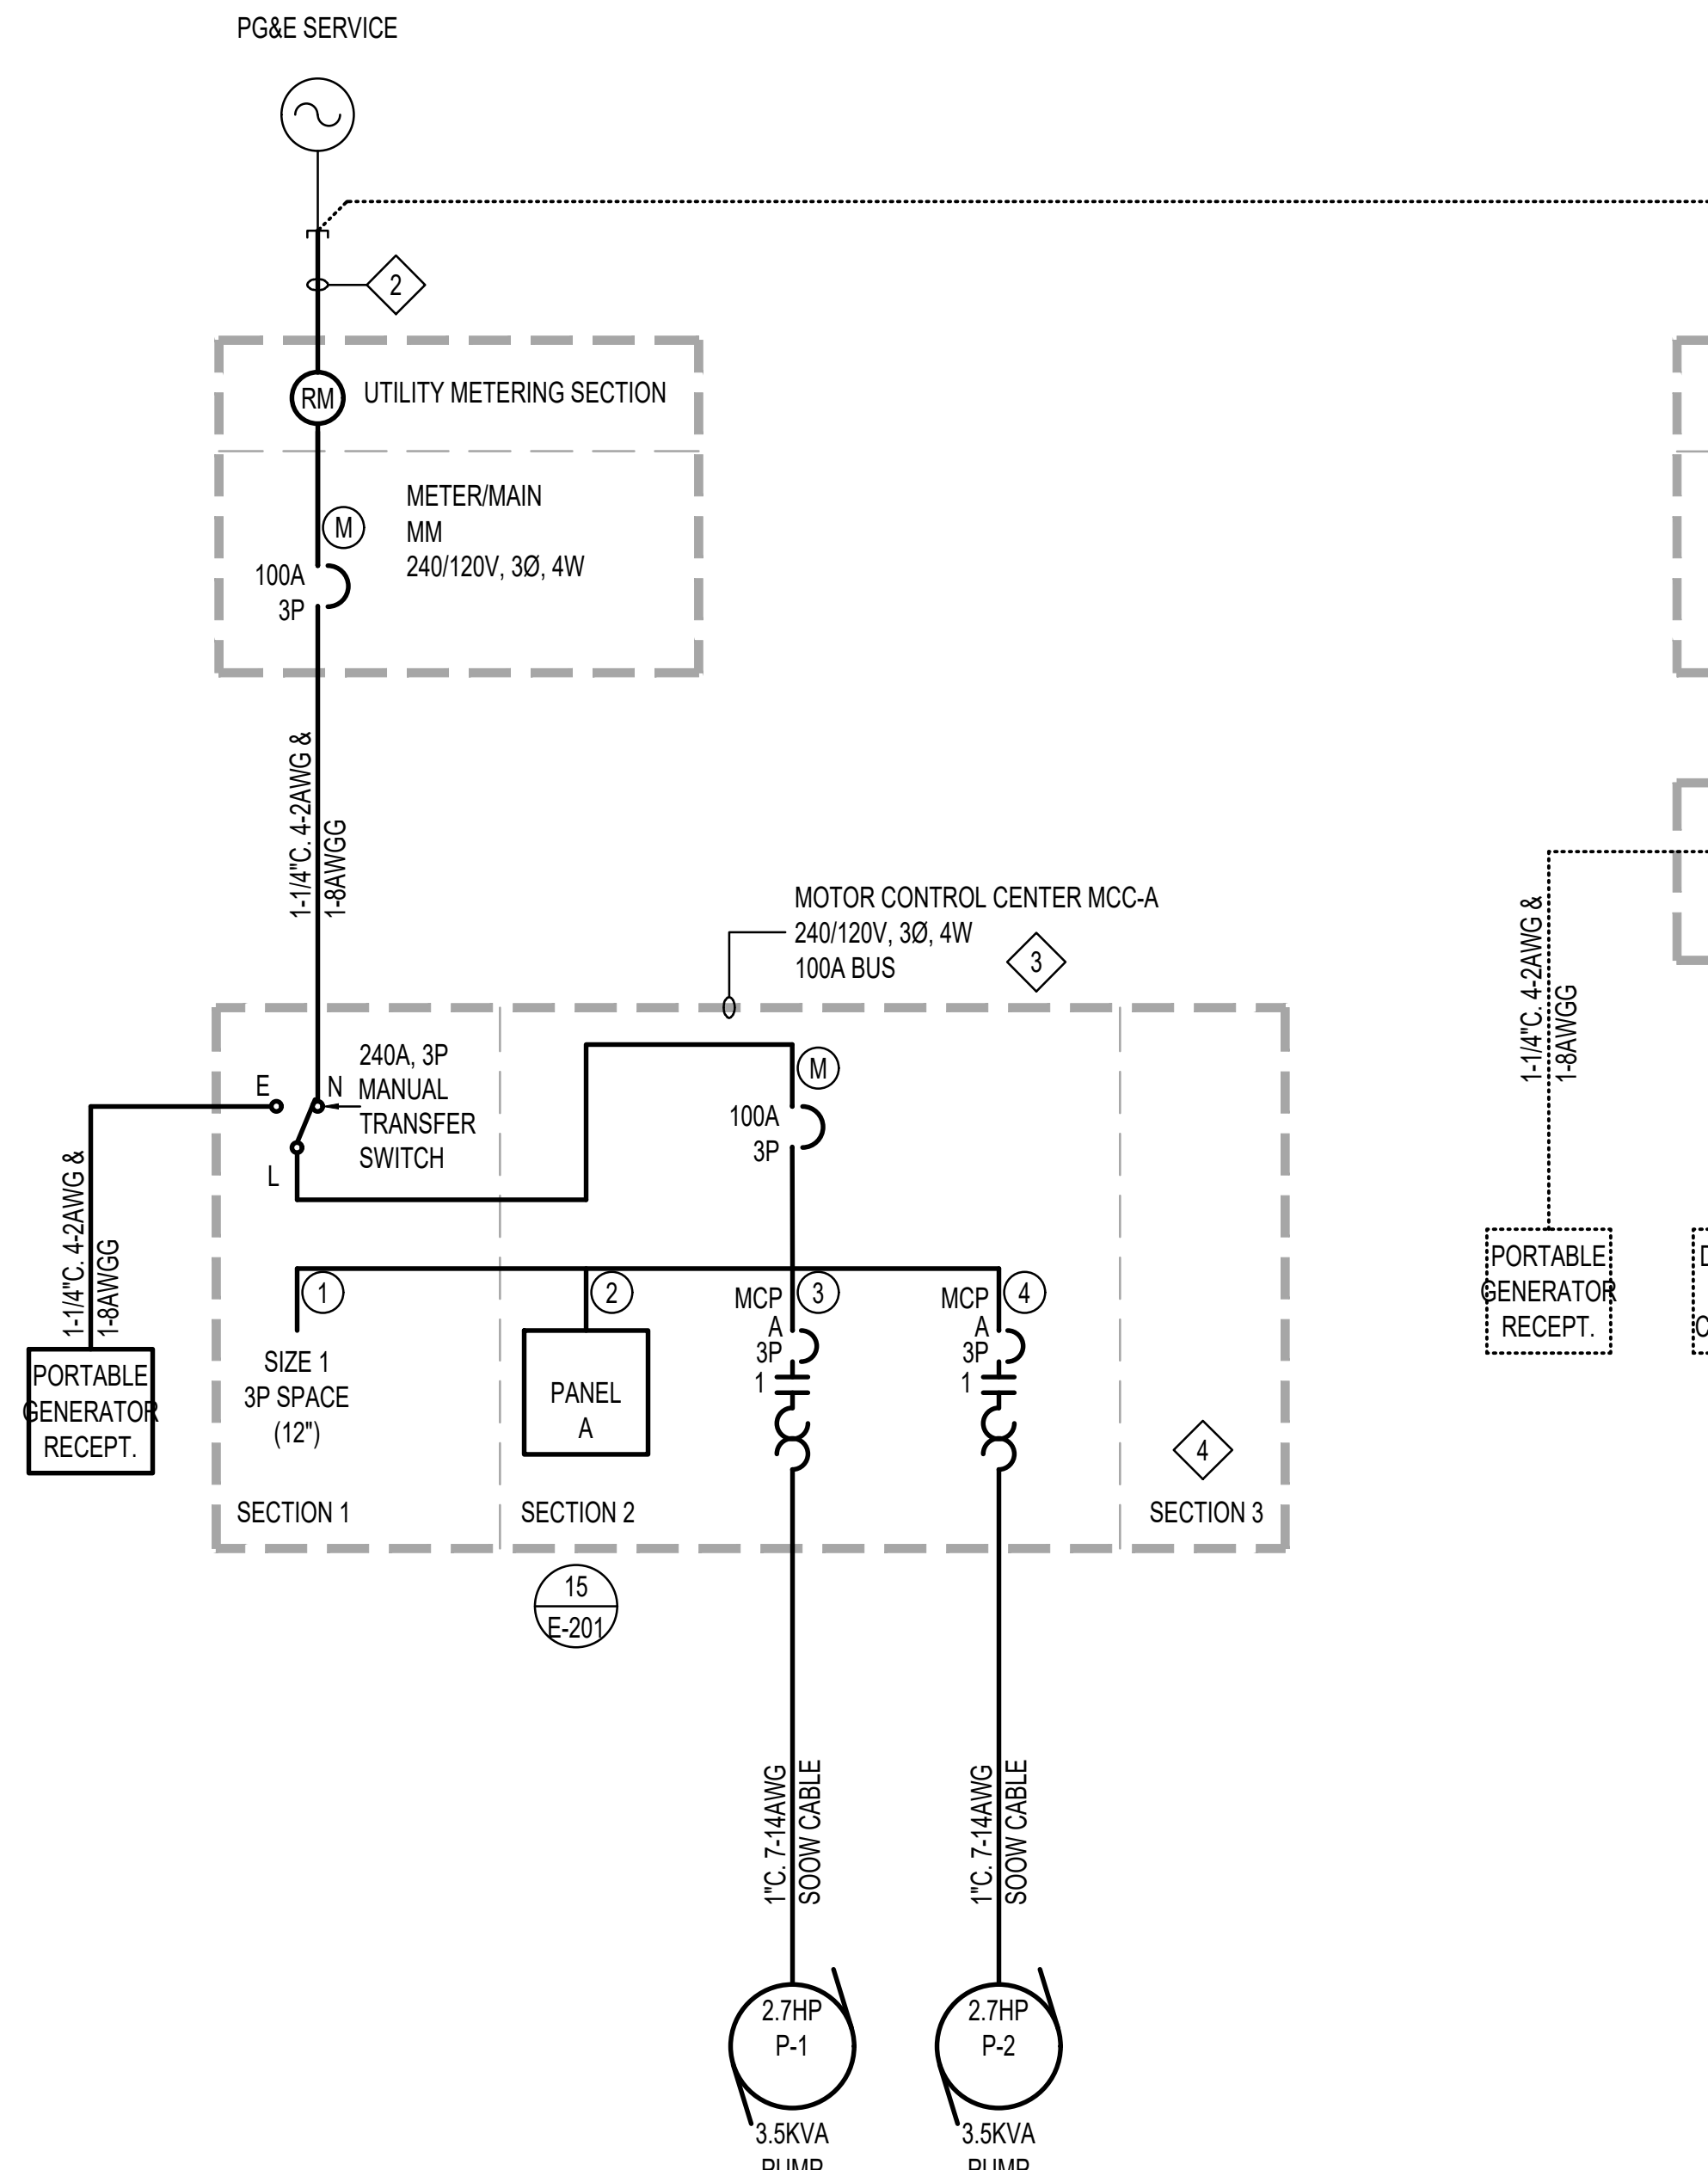 PG&E SERVICE
2
RM
UTILITY METERING SECTION
METER/MAIN
MM
240/120V, 3Ø, 4W
M
100A
3P
1-1/4"C. 4-2AWG &
1-8AWGG
MOTOR CONTROL CENTER MCC-A
240/120V, 3Ø, 4W
100A BUS
3
240A, 3P
MANUAL
TRANSFER
SWITCH
E
N
L
M
100A
3P
1-1/4"C. 4-2AWG &
1-8AWGG
PORTABLE
GENERATOR
RECEPT.
1
SIZE 1
3P SPACE
(12")
2
PANEL
A
MCP
A
3P
1
3
MCP
A
3P
1
4
4
SECTION 1
SECTION 2
SECTION 3
15
E-201
1"C. 7-14AWG
SOOW CABLE
1"C. 7-14AWG
SOOW CABLE
2.7HP
P-1
3.5KVA
PUMP
2.7HP
P-2
3.5KVA
PUMP
1-1/4"C. 4-2AWG &
1-8AWGG
PORTABLE
GENERATOR
RECEPT.